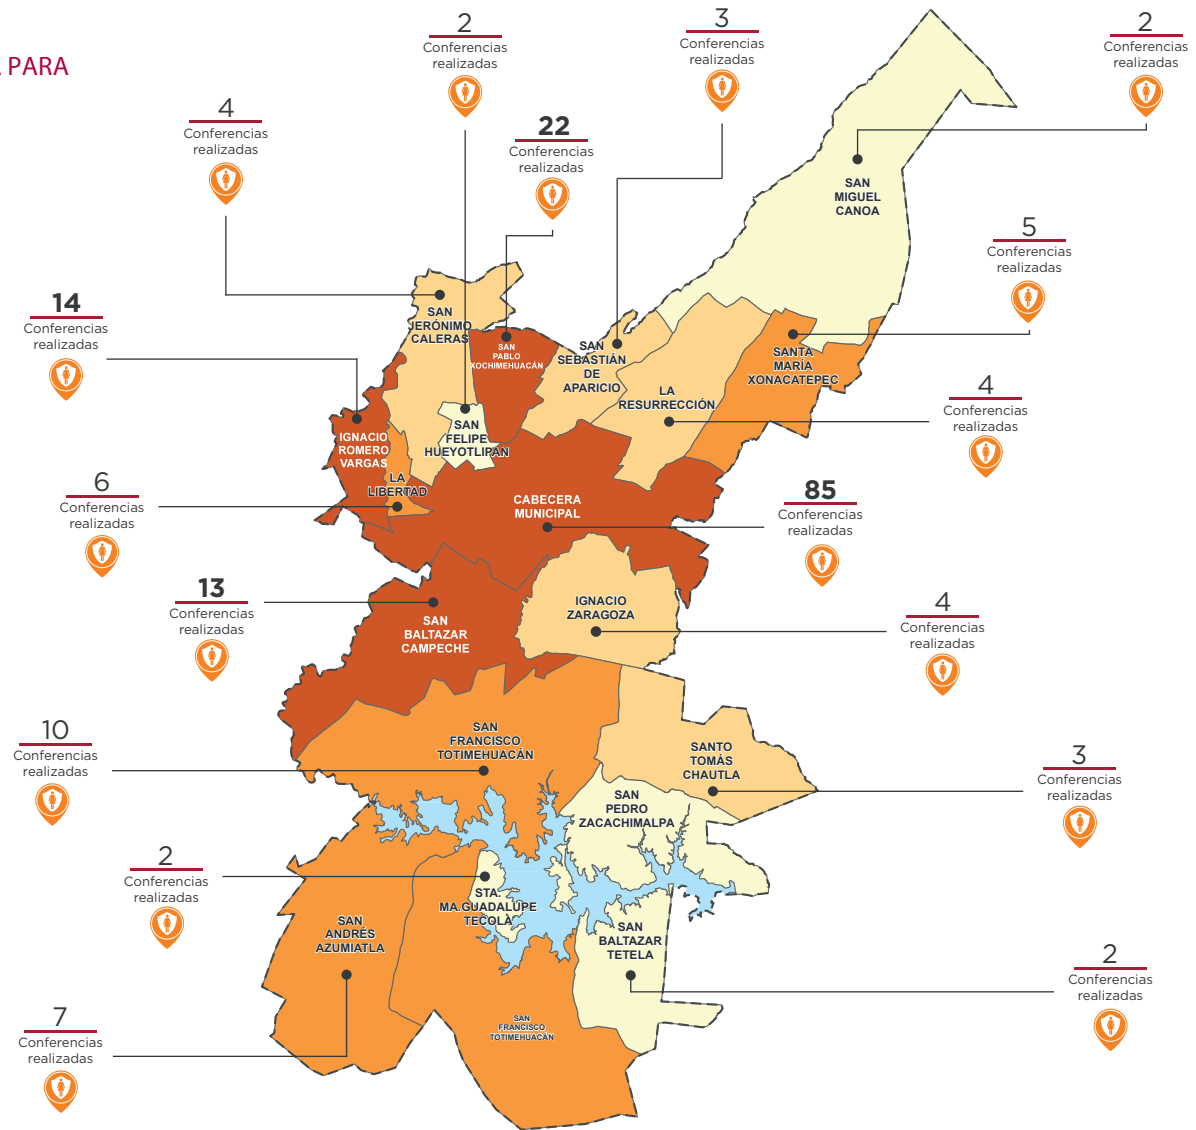 A PARA
2
Conferencias
realizadas
3
Conferencias
realizadas
2
Conferencias
realizadas
4
Conferencias
realizadas
22
Conferencias
realizadas
5
Conferencias
realizadas
14
Conferencias
realizadas
4
Conferencias
realizadas
6
Conferencias
realizadas
85
Conferencias
realizadas
13
Conferencias
realizadas
4
Conferencias
realizadas
10
Conferencias
realizadas
3
Conferencias
realizadas
2
Conferencias
realizadas
2
Conferencias
realizadas
7
Conferencias
realizadas
SAN
MIGUEL
CANOA
SAN
JERÓNIMO
CALERAS
SAN
PABLO
XOCHIMEHUACÁN
SAN
SEBASTIÁN
DE
APARICIO
SANTA
MARÍA
XONACATEPEC
LA
RESURRECCIÓN
SAN
FELIPE
HUEYOTLIPAN
IGNACIO
ROMERO
VARGAS
LA
LIBERTAD
CABECERA
MUNICIPAL
IGNACIO
ZARAGOZA
SAN
BALTAZAR
CAMPECHE
SAN
FRANCISCO
TOTIMEHUACÁN
SANTO
TOMÁS
CHAUTLA
SAN
PEDRO
ZACACHIMALPA
STA.
MA.GUADALUPE
TECOLA
SAN
ANDRÉS
AZUMIATLA
SAN
BALTAZAR
TETELA
SAN
FRANCISCO
TOTIMEHUACÁN